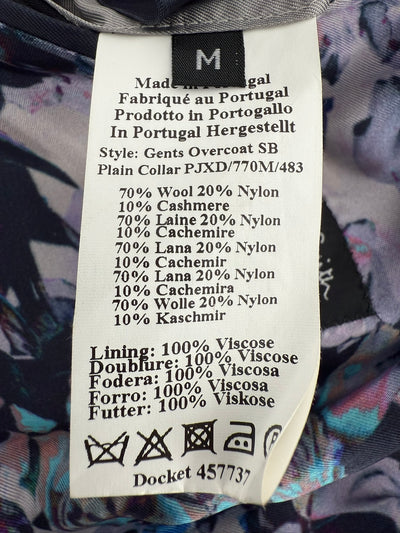 M
Made in Portugal
Fabriqué au Portugal
Prodotto in Portogallo
In Portugal Hergestellt
Style: Gents Overcoat SB
Plain Collar PJXD/770M/483
70% Wool 20% Nylon
10% Cashmere
70% Laine 20% Nylon
10% Cachemire
70% Lana 20% Nylon
10% Cachemire
70% Lana 20% Nylon
10% Cachemira
70% Wolle 20% Nylon
10% Kaschmir
Lining: 100% Viscose
Doublure: 100% Viscose
Fodera: 100% Viscosa
Forro: 100% Viscosa
Futter: 100% Viskose
Docket 457737